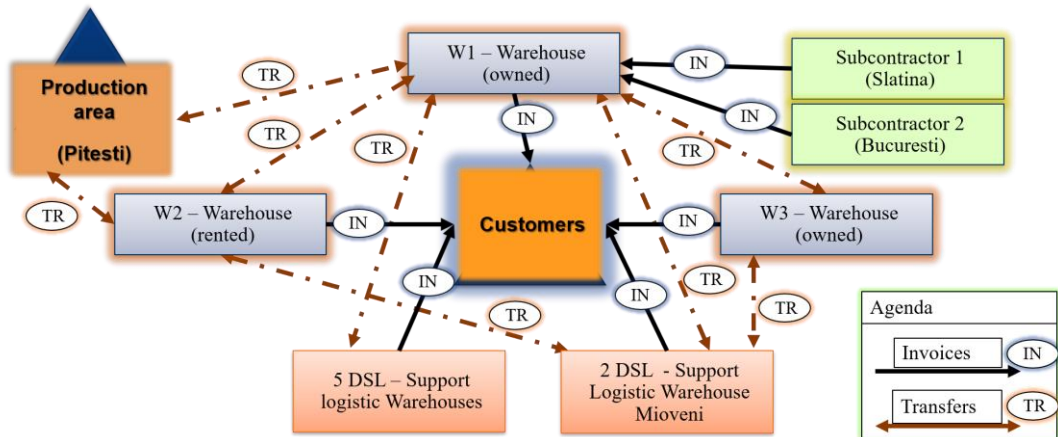 W1 – Warehouse
(owned)
IN
Subcontractor 1
(Slatina)
TR
Production
area
(Pitesti)
TR
IN
IN
Subcontractor 2
(Bucuresti)
TR
TR
TR
W2 – Warehouse
(rented)
IN
Customers
IN
W3 – Warehouse
(owned)
IN
IN
TR
TR
TR
5 DSL – Support
logistic Warehouses
2 DSL - Support
Logistic Warehouse
Mioveni
Agenda
Invoices
IN
Transfers
TR